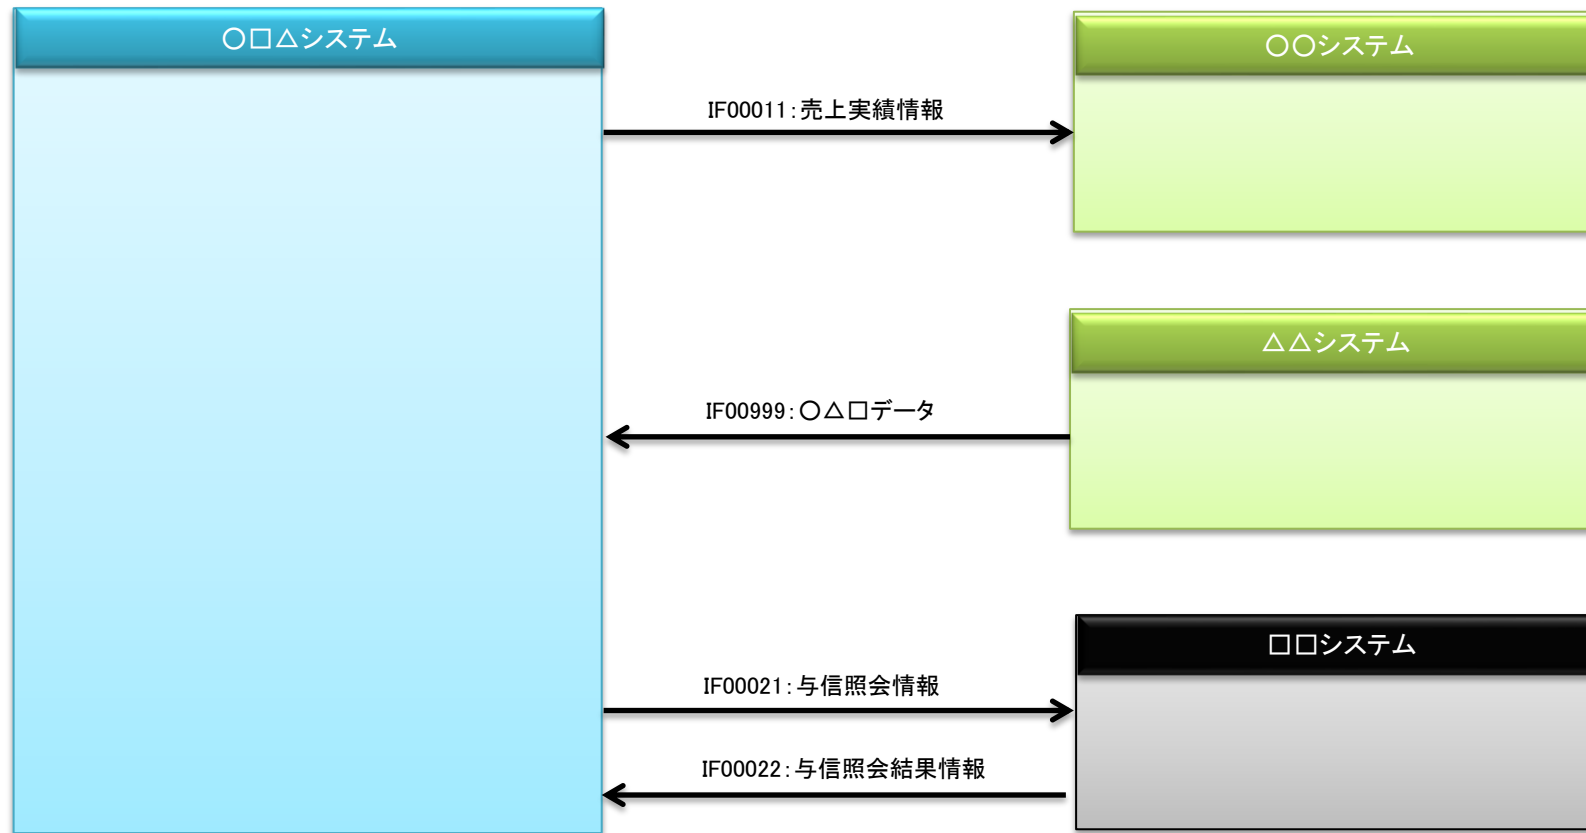 ○□△システム
○○システム
IF00011：売上実績情報
△△システム
IF00999：○△□データ
□□システム
IF00021：与信照会情報
IF00022：与信照会結果情報